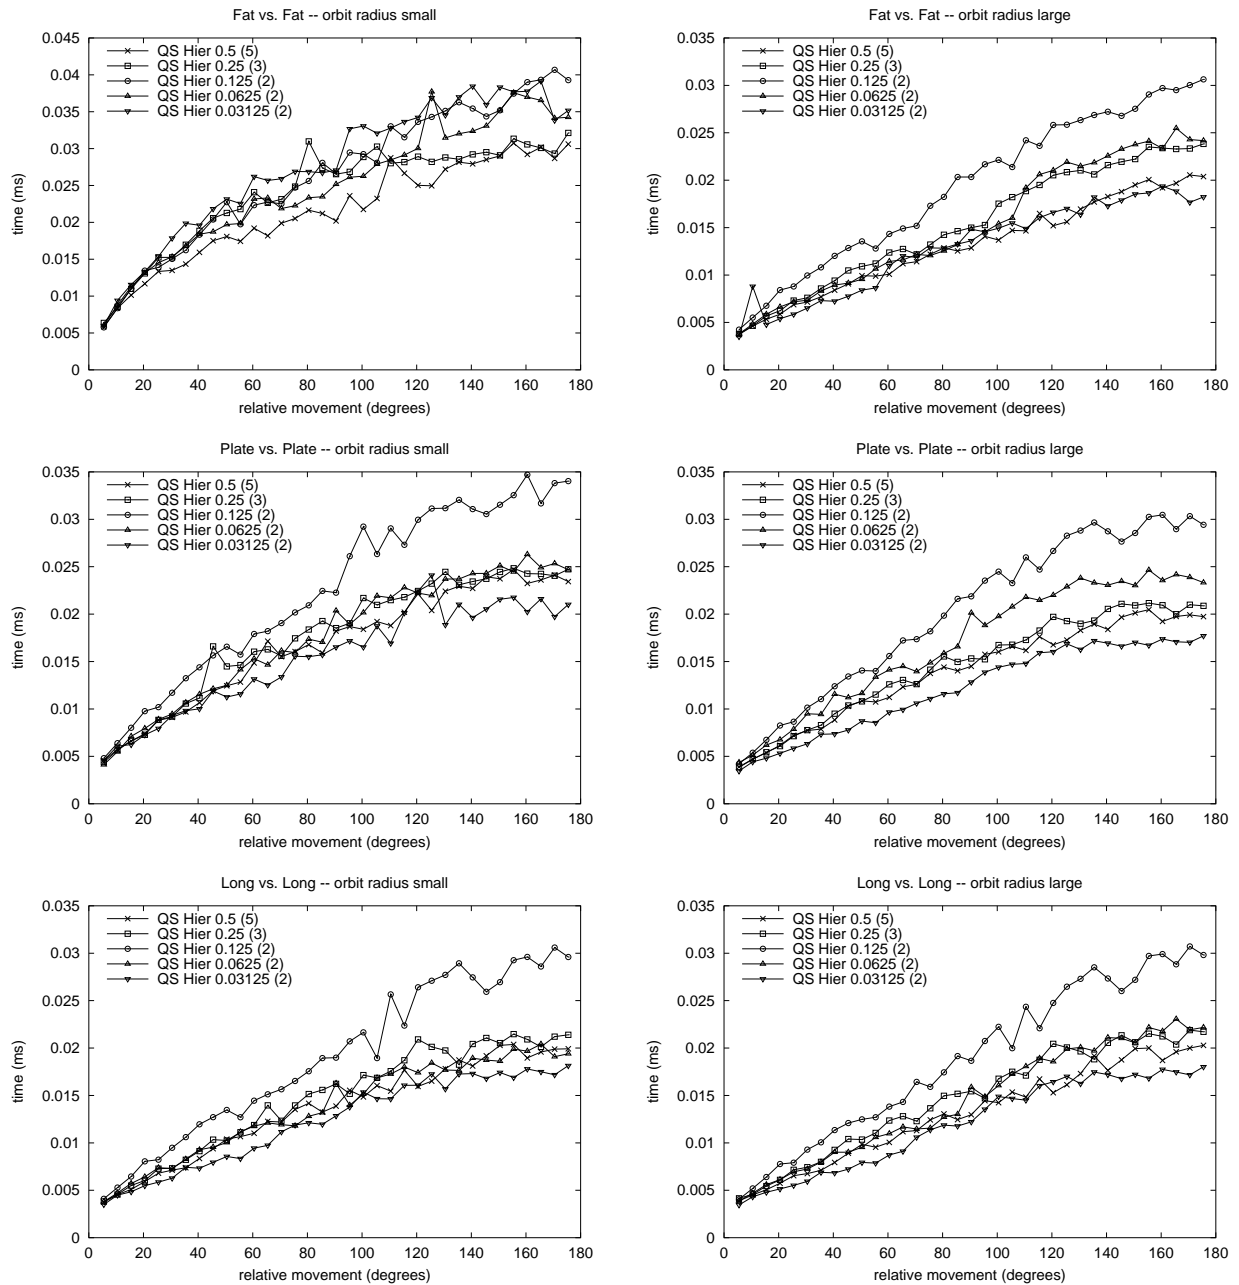 Fat vs. Fat -- orbit radius small
0.045
0.04
0.035
0.03
0.025
0.02
0.015
0.01
0.005
0
time (ms)
QS Hier 0.5 (5)
QS Hier 0.25 (3)
QS Hier 0.125 (2)
QS Hier 0.0625 (2)
QS Hier 0.03125 (2)
0 20 40 60 80 100 120 140 160 180
relative movement (degrees)
Fat vs. Fat -- orbit radius large
0.035
0.03
0.025
0.02
0.015
0.01
0.005
0
time (ms)
QS Hier 0.5 (5)
QS Hier 0.25 (3)
QS Hier 0.125 (2)
QS Hier 0.0625 (2)
QS Hier 0.03125 (2)
0 20 40 60 80 100 120 140 160 180
relative movement (degrees)
Plate vs. Plate -- orbit radius small
0.035
0.03
0.025
0.02
0.015
0.01
0.005
0
time (ms)
QS Hier 0.5 (5)
QS Hier 0.25 (3)
QS Hier 0.125 (2)
QS Hier 0.0625 (2)
QS Hier 0.03125 (2)
0 20 40 60 80 100 120 140 160 180
relative movement (degrees)
Plate vs. Plate -- orbit radius large
0.035
0.03
0.025
0.02
0.015
0.01
0.005
0
time (ms)
QS Hier 0.5 (5)
QS Hier 0.25 (3)
QS Hier 0.125 (2)
QS Hier 0.0625 (2)
QS Hier 0.03125 (2)
0 20 40 60 80 100 120 140 160 180
relative movement (degrees)
Long vs. Long -- orbit radius small
0.035
0.03
0.025
0.02
0.015
0.01
0.005
0
time (ms)
QS Hier 0.5 (5)
QS Hier 0.25 (3)
QS Hier 0.125 (2)
QS Hier 0.0625 (2)
QS Hier 0.03125 (2)
0 20 40 60 80 100 120 140 160 180
relative movement (degrees)
Long vs. Long -- orbit radius large
0.035
0.03
0.025
0.02
0.015
0.01
0.005
0
time (ms)
QS Hier 0.5 (5)
QS Hier 0.25 (3)
QS Hier 0.125 (2)
QS Hier 0.0625 (2)
QS Hier 0.03125 (2)
0 20 40 60 80 100 120 140 160 180
relative movement (degrees)